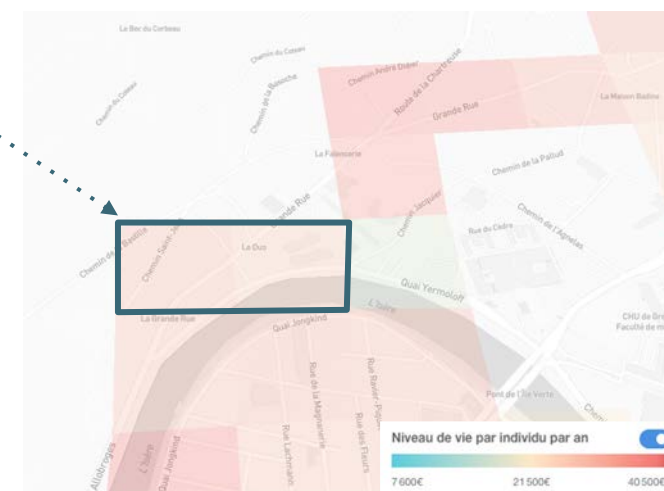 Le Bec du Corbeau
Chemin du Coteau
Chemin André Didier
Route de la Chartreuse
La Maison Badine
Chemin du Coteau
Chemin de la
Grande Rue
La Falaiserie
Chemin de la Pallud
Chemin Jacquier
Chemin de l'Agnelas
Grande Rue
Rue du Cèdre
Chemin de la Bastille
Chemin Saint-Jean
Le Duc
Quai Yermoloff
L'Isère
La Grande Rue
Quai Jongkind
CHU de Gre
Faculté de m
Rue de la Magnanerie
Rue des Fleurs
Pont de l'Île Verte
Chem
Rue Lachmann
Allobroges
L'Isère
Quai Jongkind
Niveau de vie par individu par an
7 600€ 21 500€ 40 500€